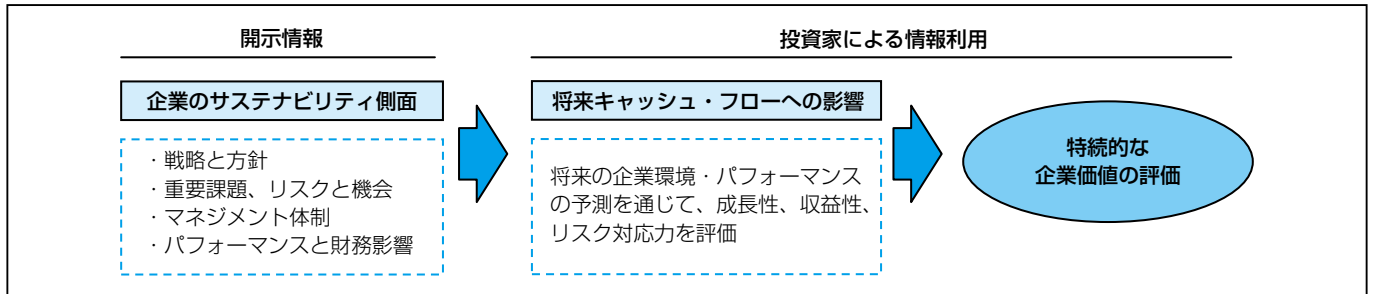 開示情報
投資家による情報利用
企業のサステナビリティ側面
・戦略と方針
・重要課題、リスクと機会
・マネジメント体制
・パフォーマンスと財務影響
将来キャッシュ・フローへの影響
将来の企業環境・パフォーマンス
の予測を通じて、成長性、収益性、
リスク対応力を評価
特続的な
企業価値の評価